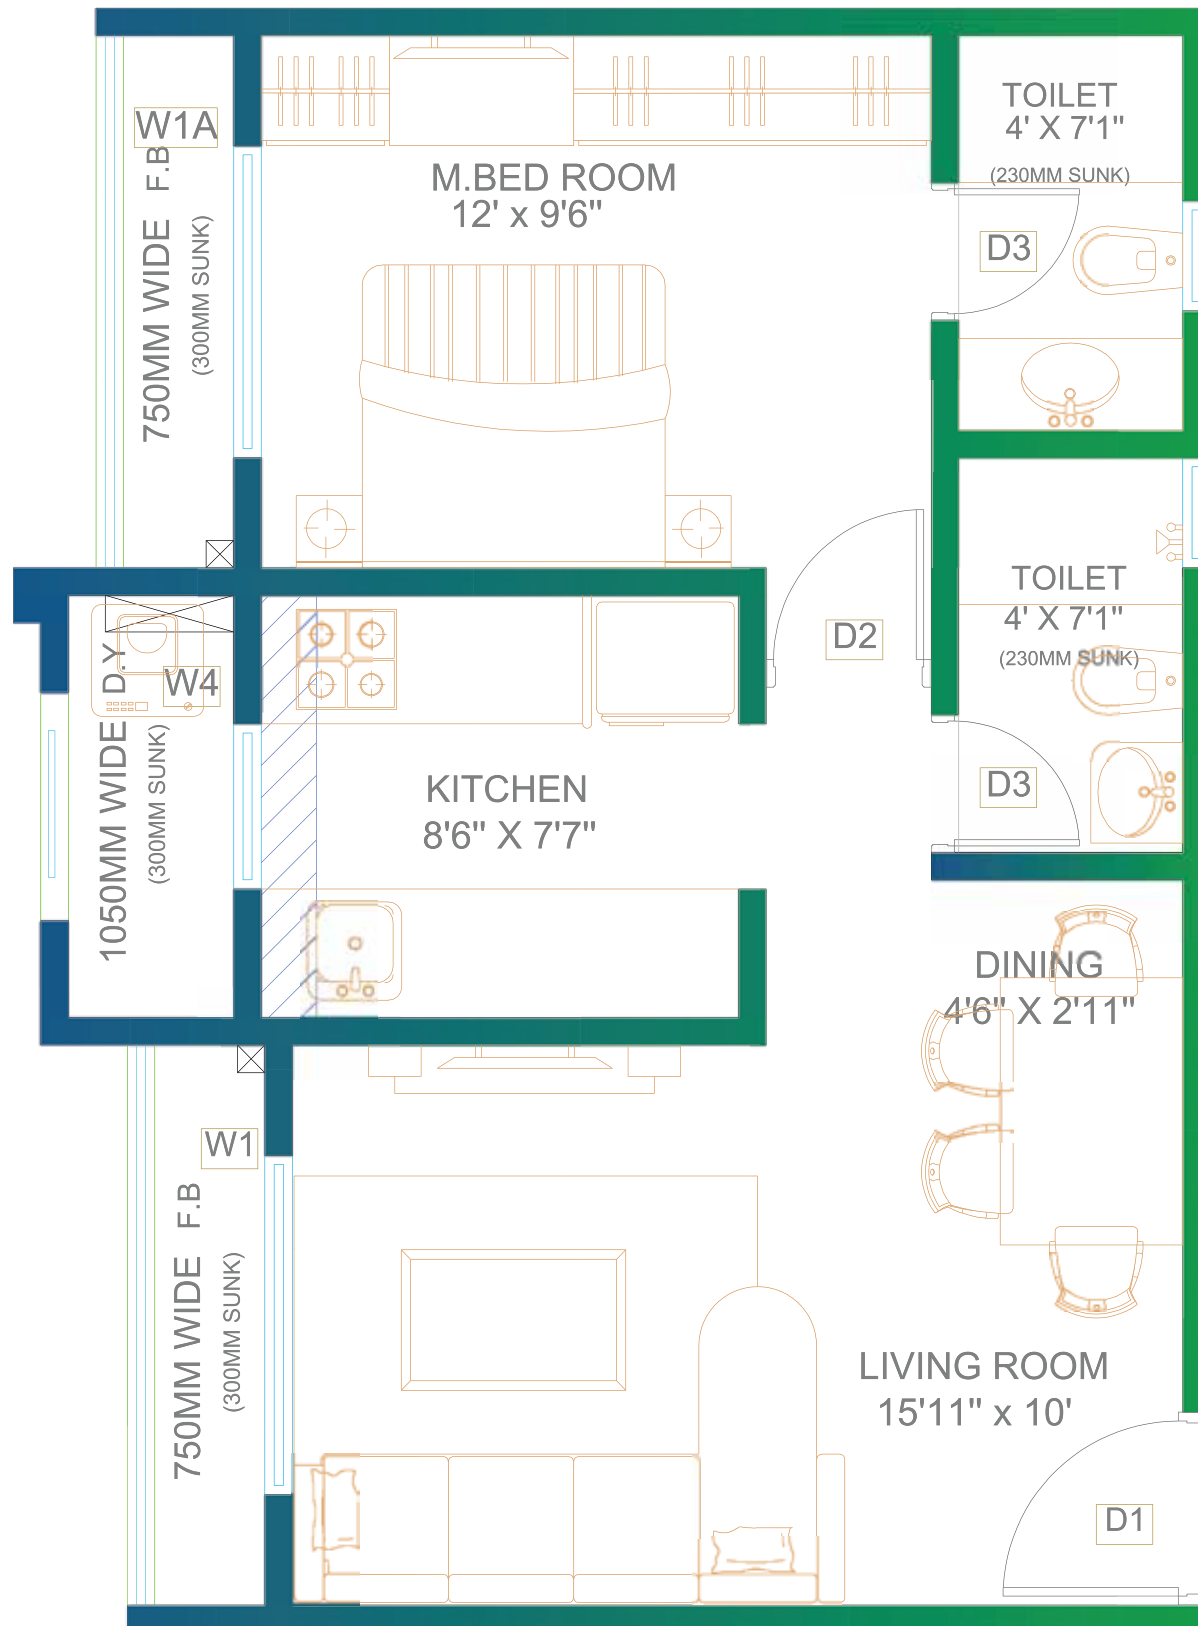 TOILET
4' X 7'1"
(230MM SUNK)
W1A
M.BED ROOM
12' x 9'6"
750MM WIDE F.B
(300MM SUNK)
D3
TOILET
4' X 7'1"
(230MM SUNK)
D2
W4
1050MM WIDE D.Y
(300MM SUNK)
KITCHEN
8'6" X 7'7"
D3
DINING
4'6" X 2'11"
W1
750MM WIDE F.B
(300MM SUNK)
LIVING ROOM
15'11" x 10'
D1